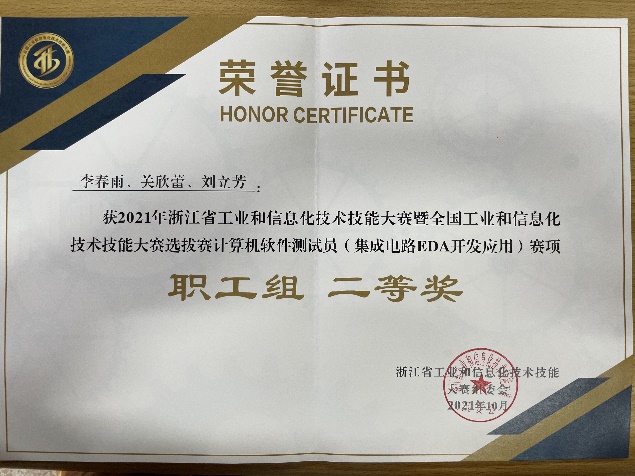 荣誉证书
HONOR CERTIFICATE
李春雨、关欣蕾、刘立芳：
获2021年浙江省工业和信息化技术技能大赛暨全国工业和信息化
技术技能大赛选拔赛计算机软件测试员（集成电路EDA开发应用）赛项
职工组 二等奖
浙江省工业和信息化技术技能
大赛组委会
2021年10月